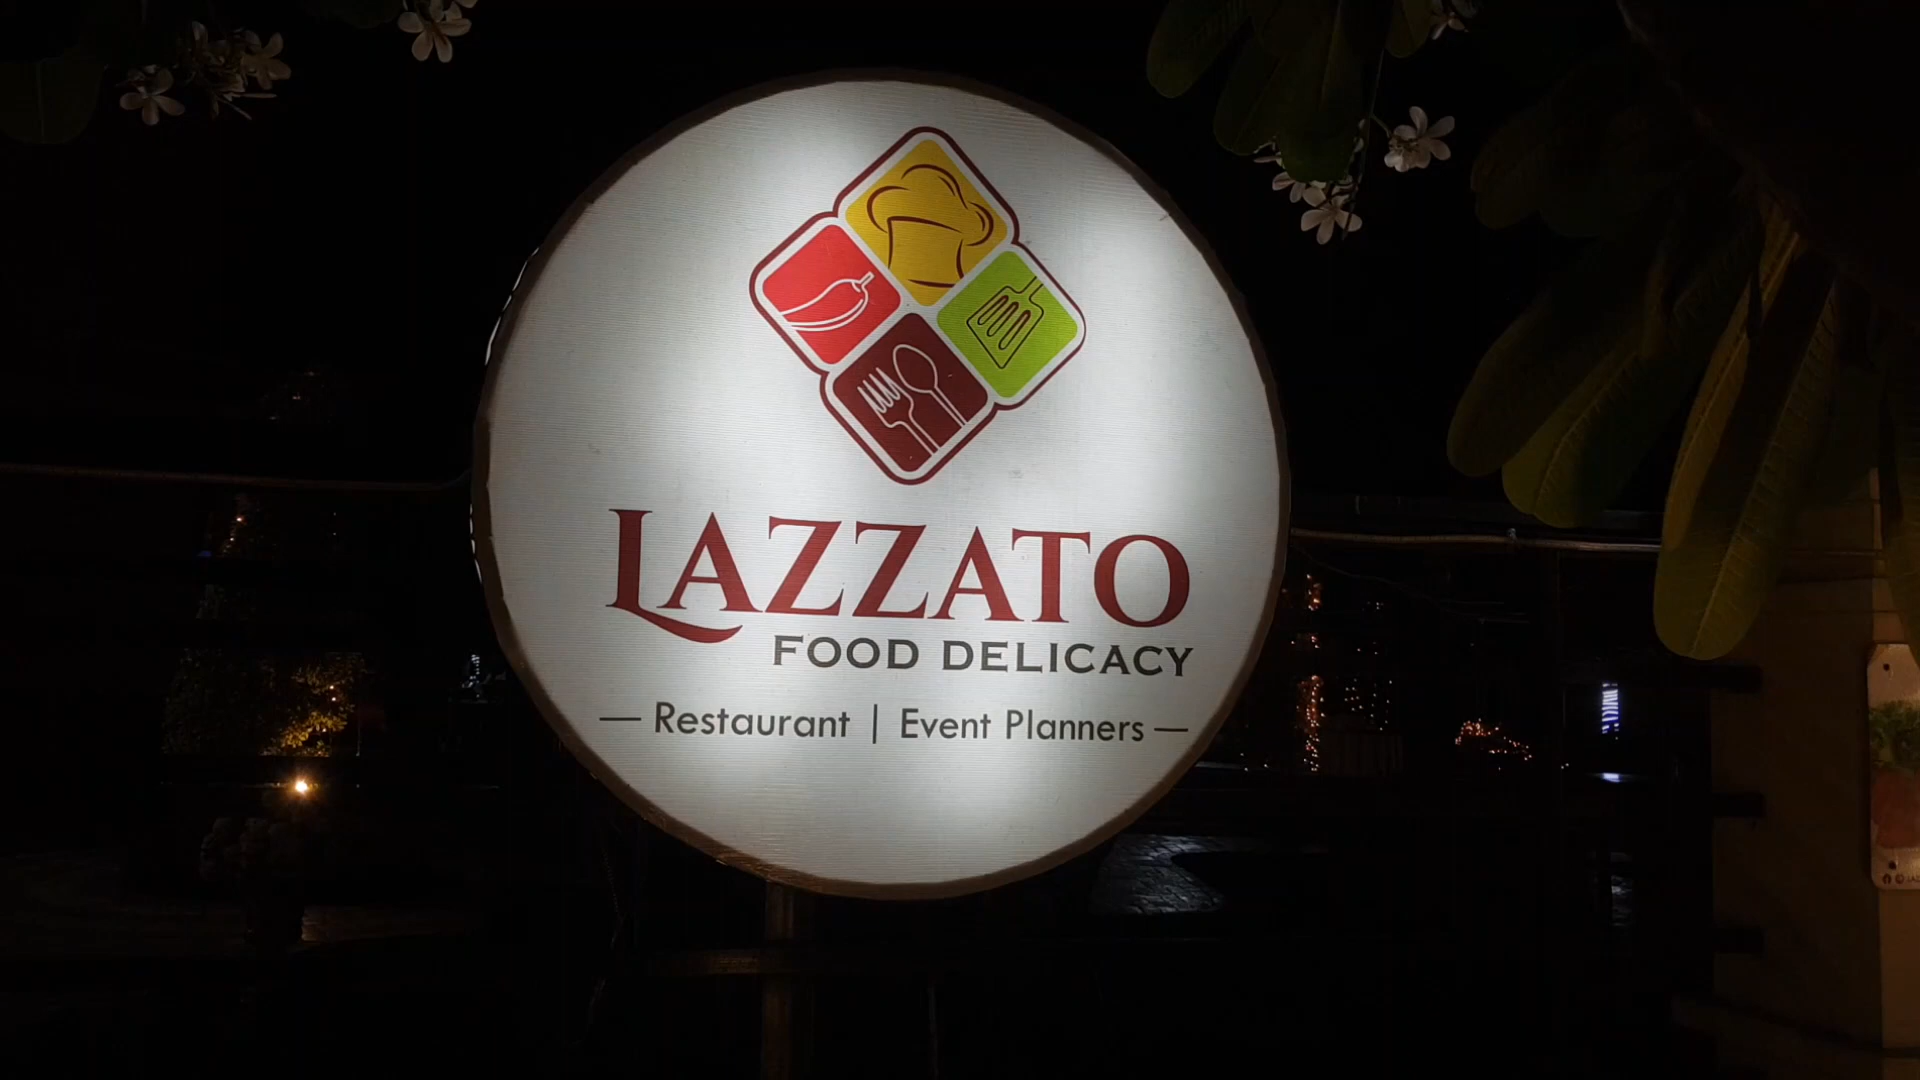 LAZZATO
FOOD DELICACY
— Restaurant | Event Planners —